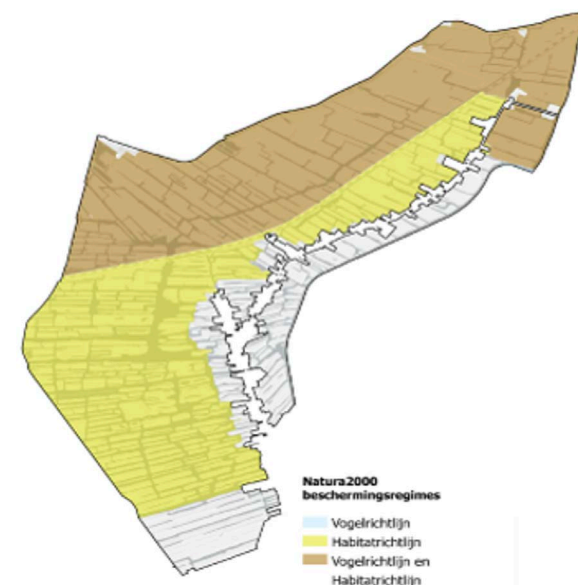 Natura2000
beschermingsregimes
Vogelrichtlijn
Habitatrichtlijn
Vogelrichtlijn en
Habitatrichtlijn